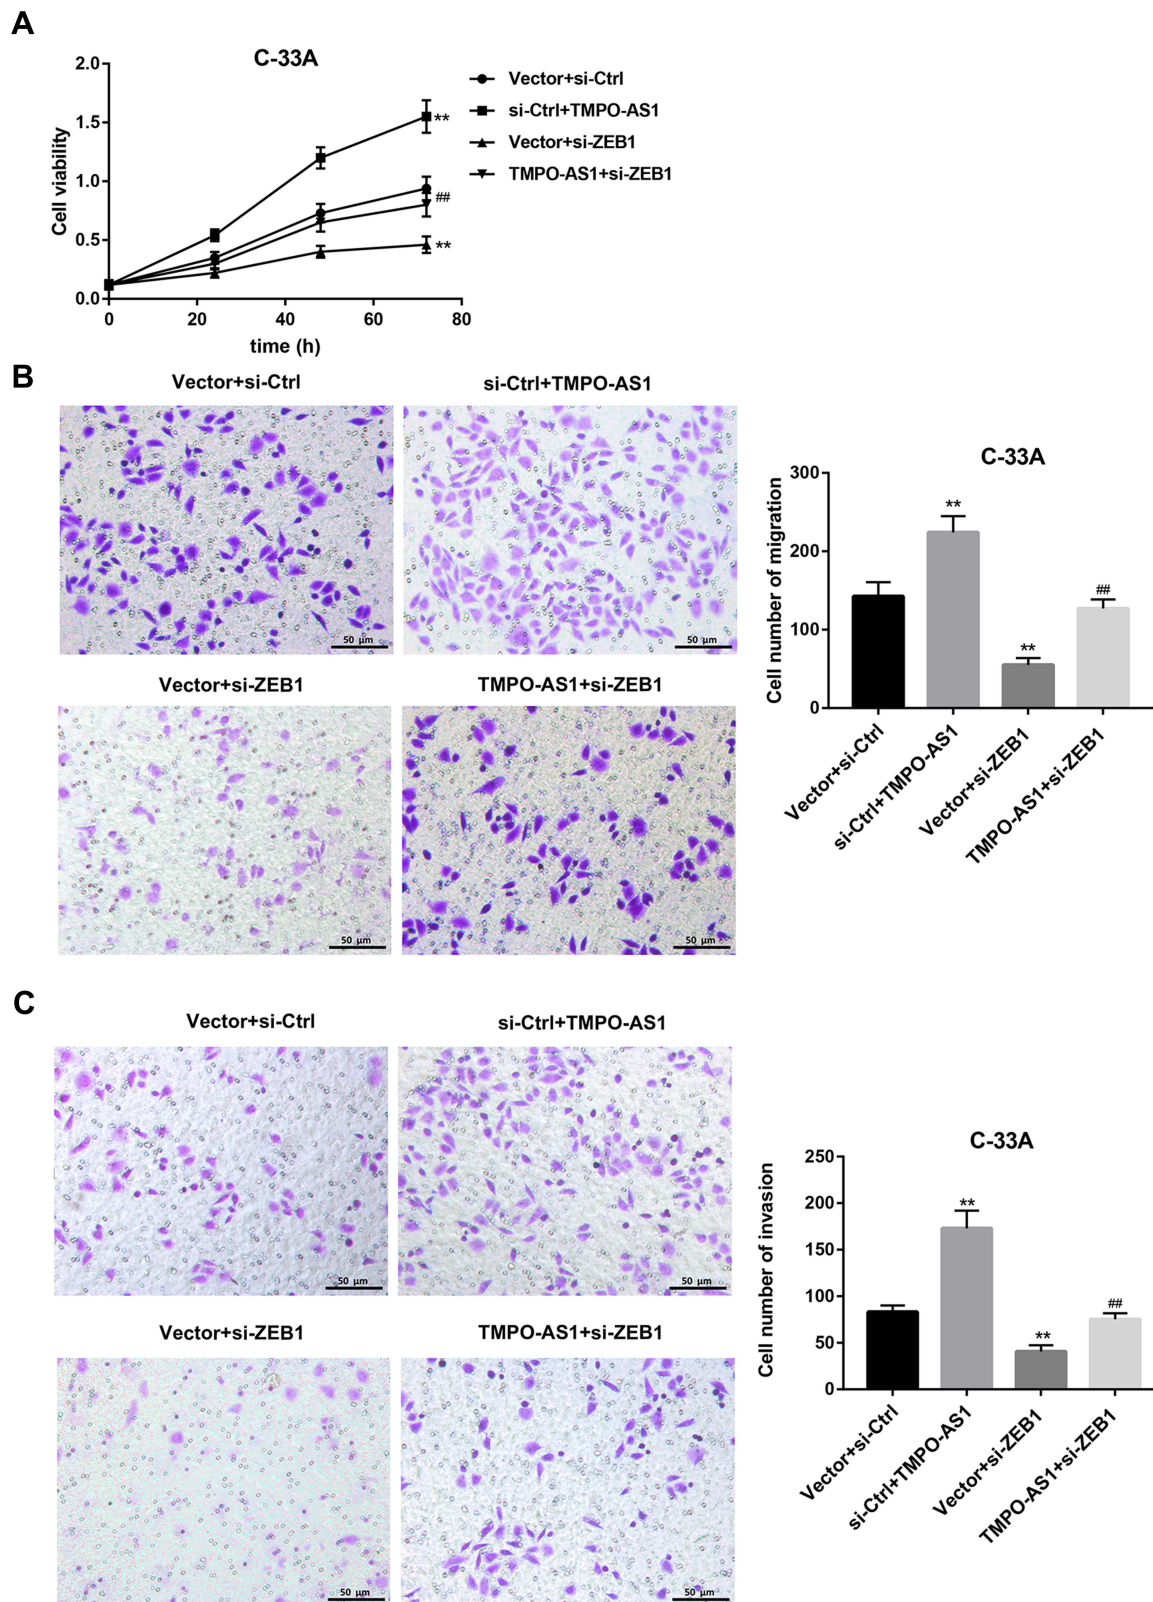 A
C-33A
2.0
1.5
1.0
0.5
0.0
Cell viability
0
20
40
60
80
time (h)
Vector+si-Ctrl
si-Ctrl+TMPO-AS1
Vector+si-ZEB1
TMPO-AS1+si-ZEB1
**
##
**
B
Vector+si-Ctrl
si-Ctrl+TMPO-AS1
50 µm
50 µm
Vector+si-ZEB1
TMPO-AS1+si-ZEB1
50 µm
50 µm
C-33A
300
200
100
0
Cell number of migration
**
**
##
Vector+si-Ctrl
si-Ctrl+TMPO-AS1
Vector+si-ZEB1
TMPO-AS1+si-ZEB1
C
Vector+si-Ctrl
si-Ctrl+TMPO-AS1
50 µm
50 µm
Vector+si-ZEB1
TMPO-AS1+si-ZEB1
50 µm
50 µm
C-33A
250
200
150
100
50
0
Cell number of invasion
**
**
##
Vector+si-Ctrl
si-Ctrl+TMPO-AS1
Vector+si-ZEB1
TMPO-AS1+si-ZEB1